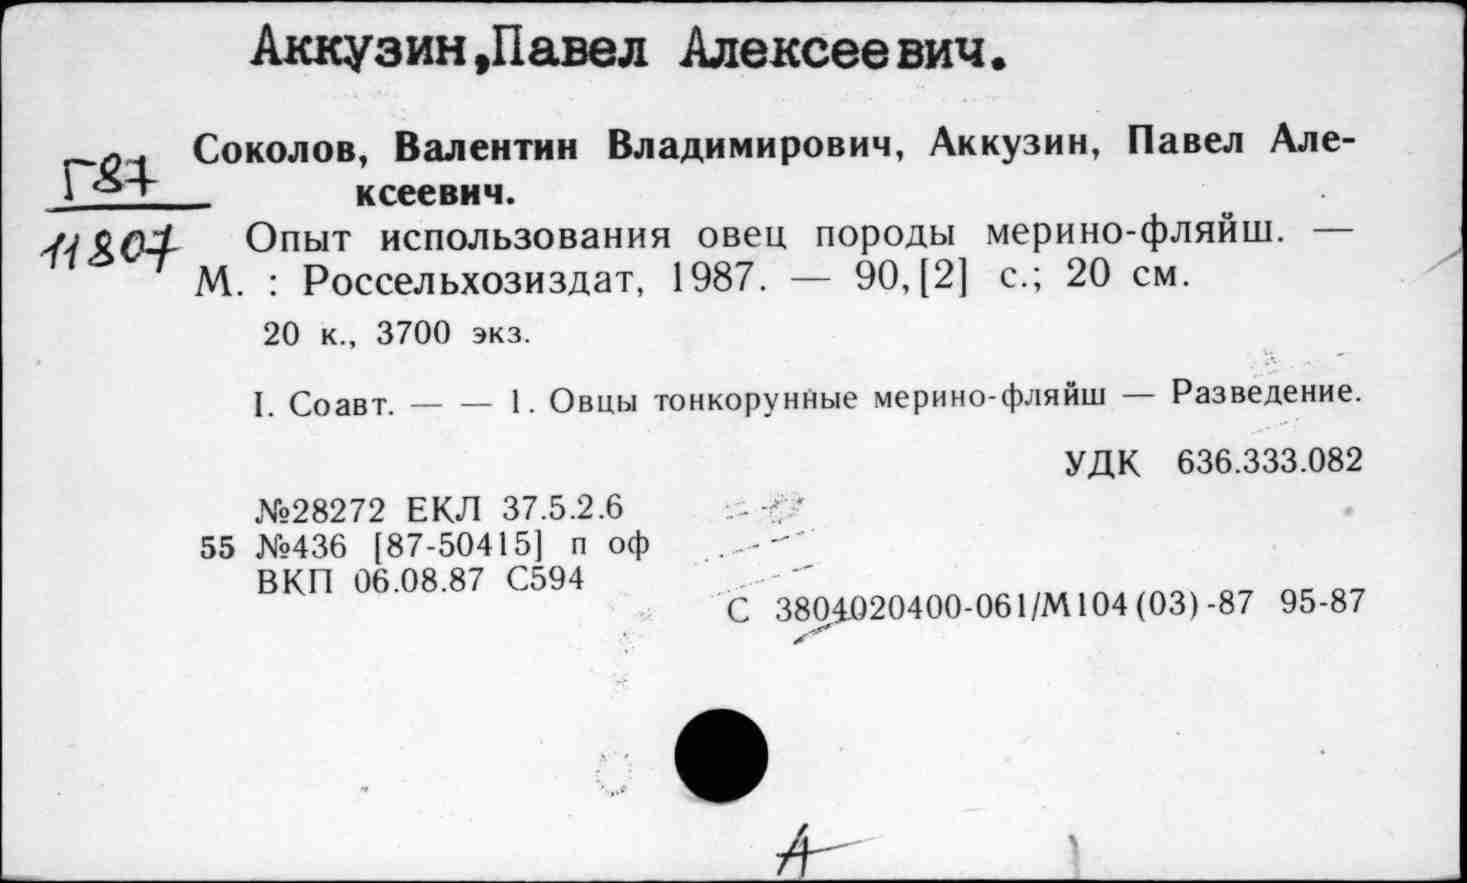 Аккузин,Павел Алексеевич.
Соколов, Валентин Владимирович, Аккузин, Павел Але-
ксеевич.
Г87
11807
Опыт использования овец породы мерино-фляйш. —
М. : Россельхозиздат, 1987. — 90,[2] с.; 20 см.
20 к., 3700 экз.
I. Соавт. — — 1. Овцы тонкорунные мерино-фляйш — Разведение.
УДК 636.333.082
№28272 ЕКЛ 37.5.2.6
55 №436 [87-50415] п оф
ВКП 06.08.87 С594
С 3804020400-061/М104(03)-87 95-87
А